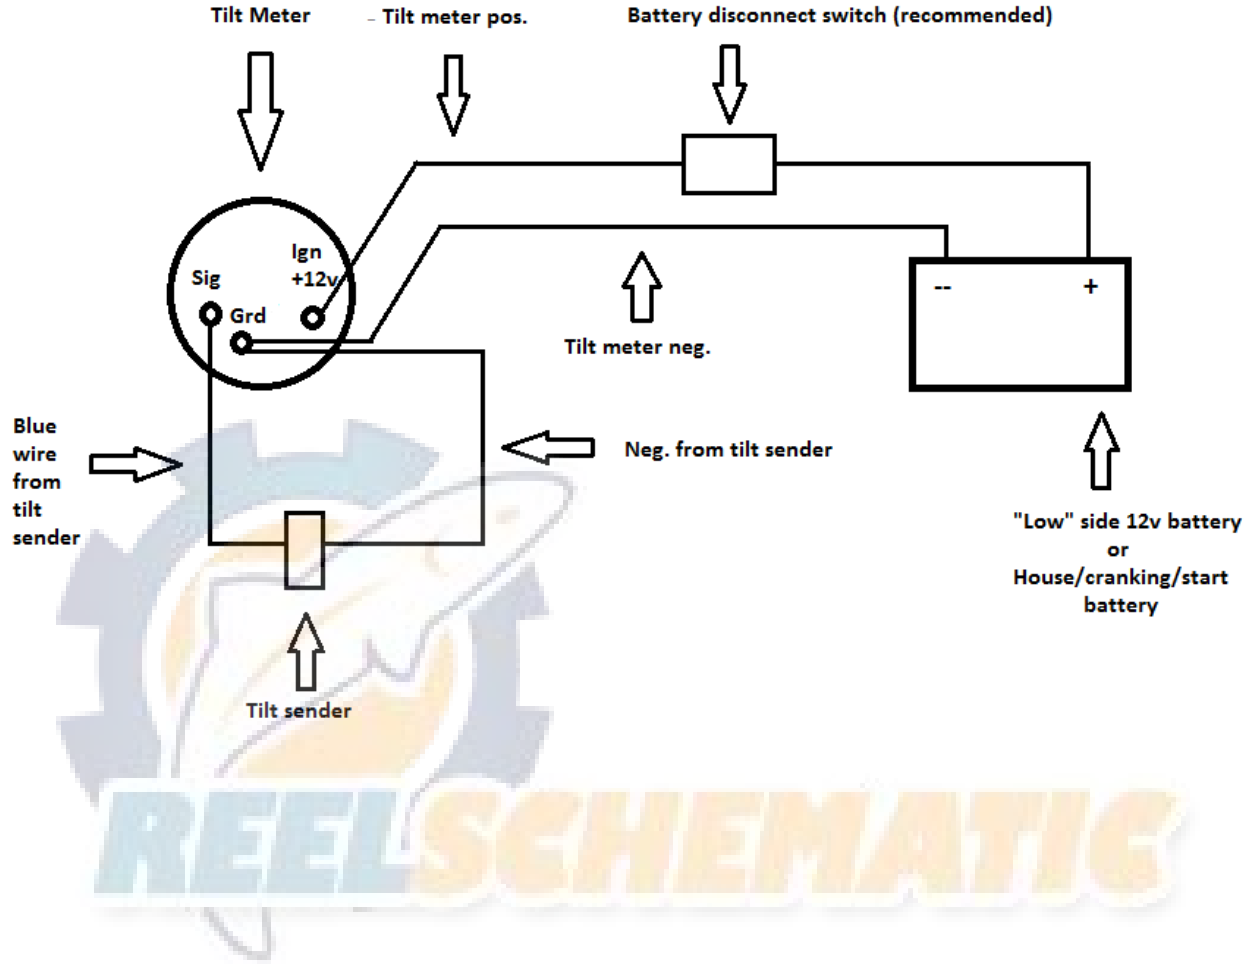 Tilt Meter
- Tilt meter pos.
Battery disconnect switch (recommended)
Ign
+12v
Sig
Grd
-- +
Tilt meter neg.
Blue
wire
from
tilt
sender
Neg. from tilt sender
"Low" side 12v battery
or
House/cranking/start
battery
Tilt sender
REELSCHEMATIC